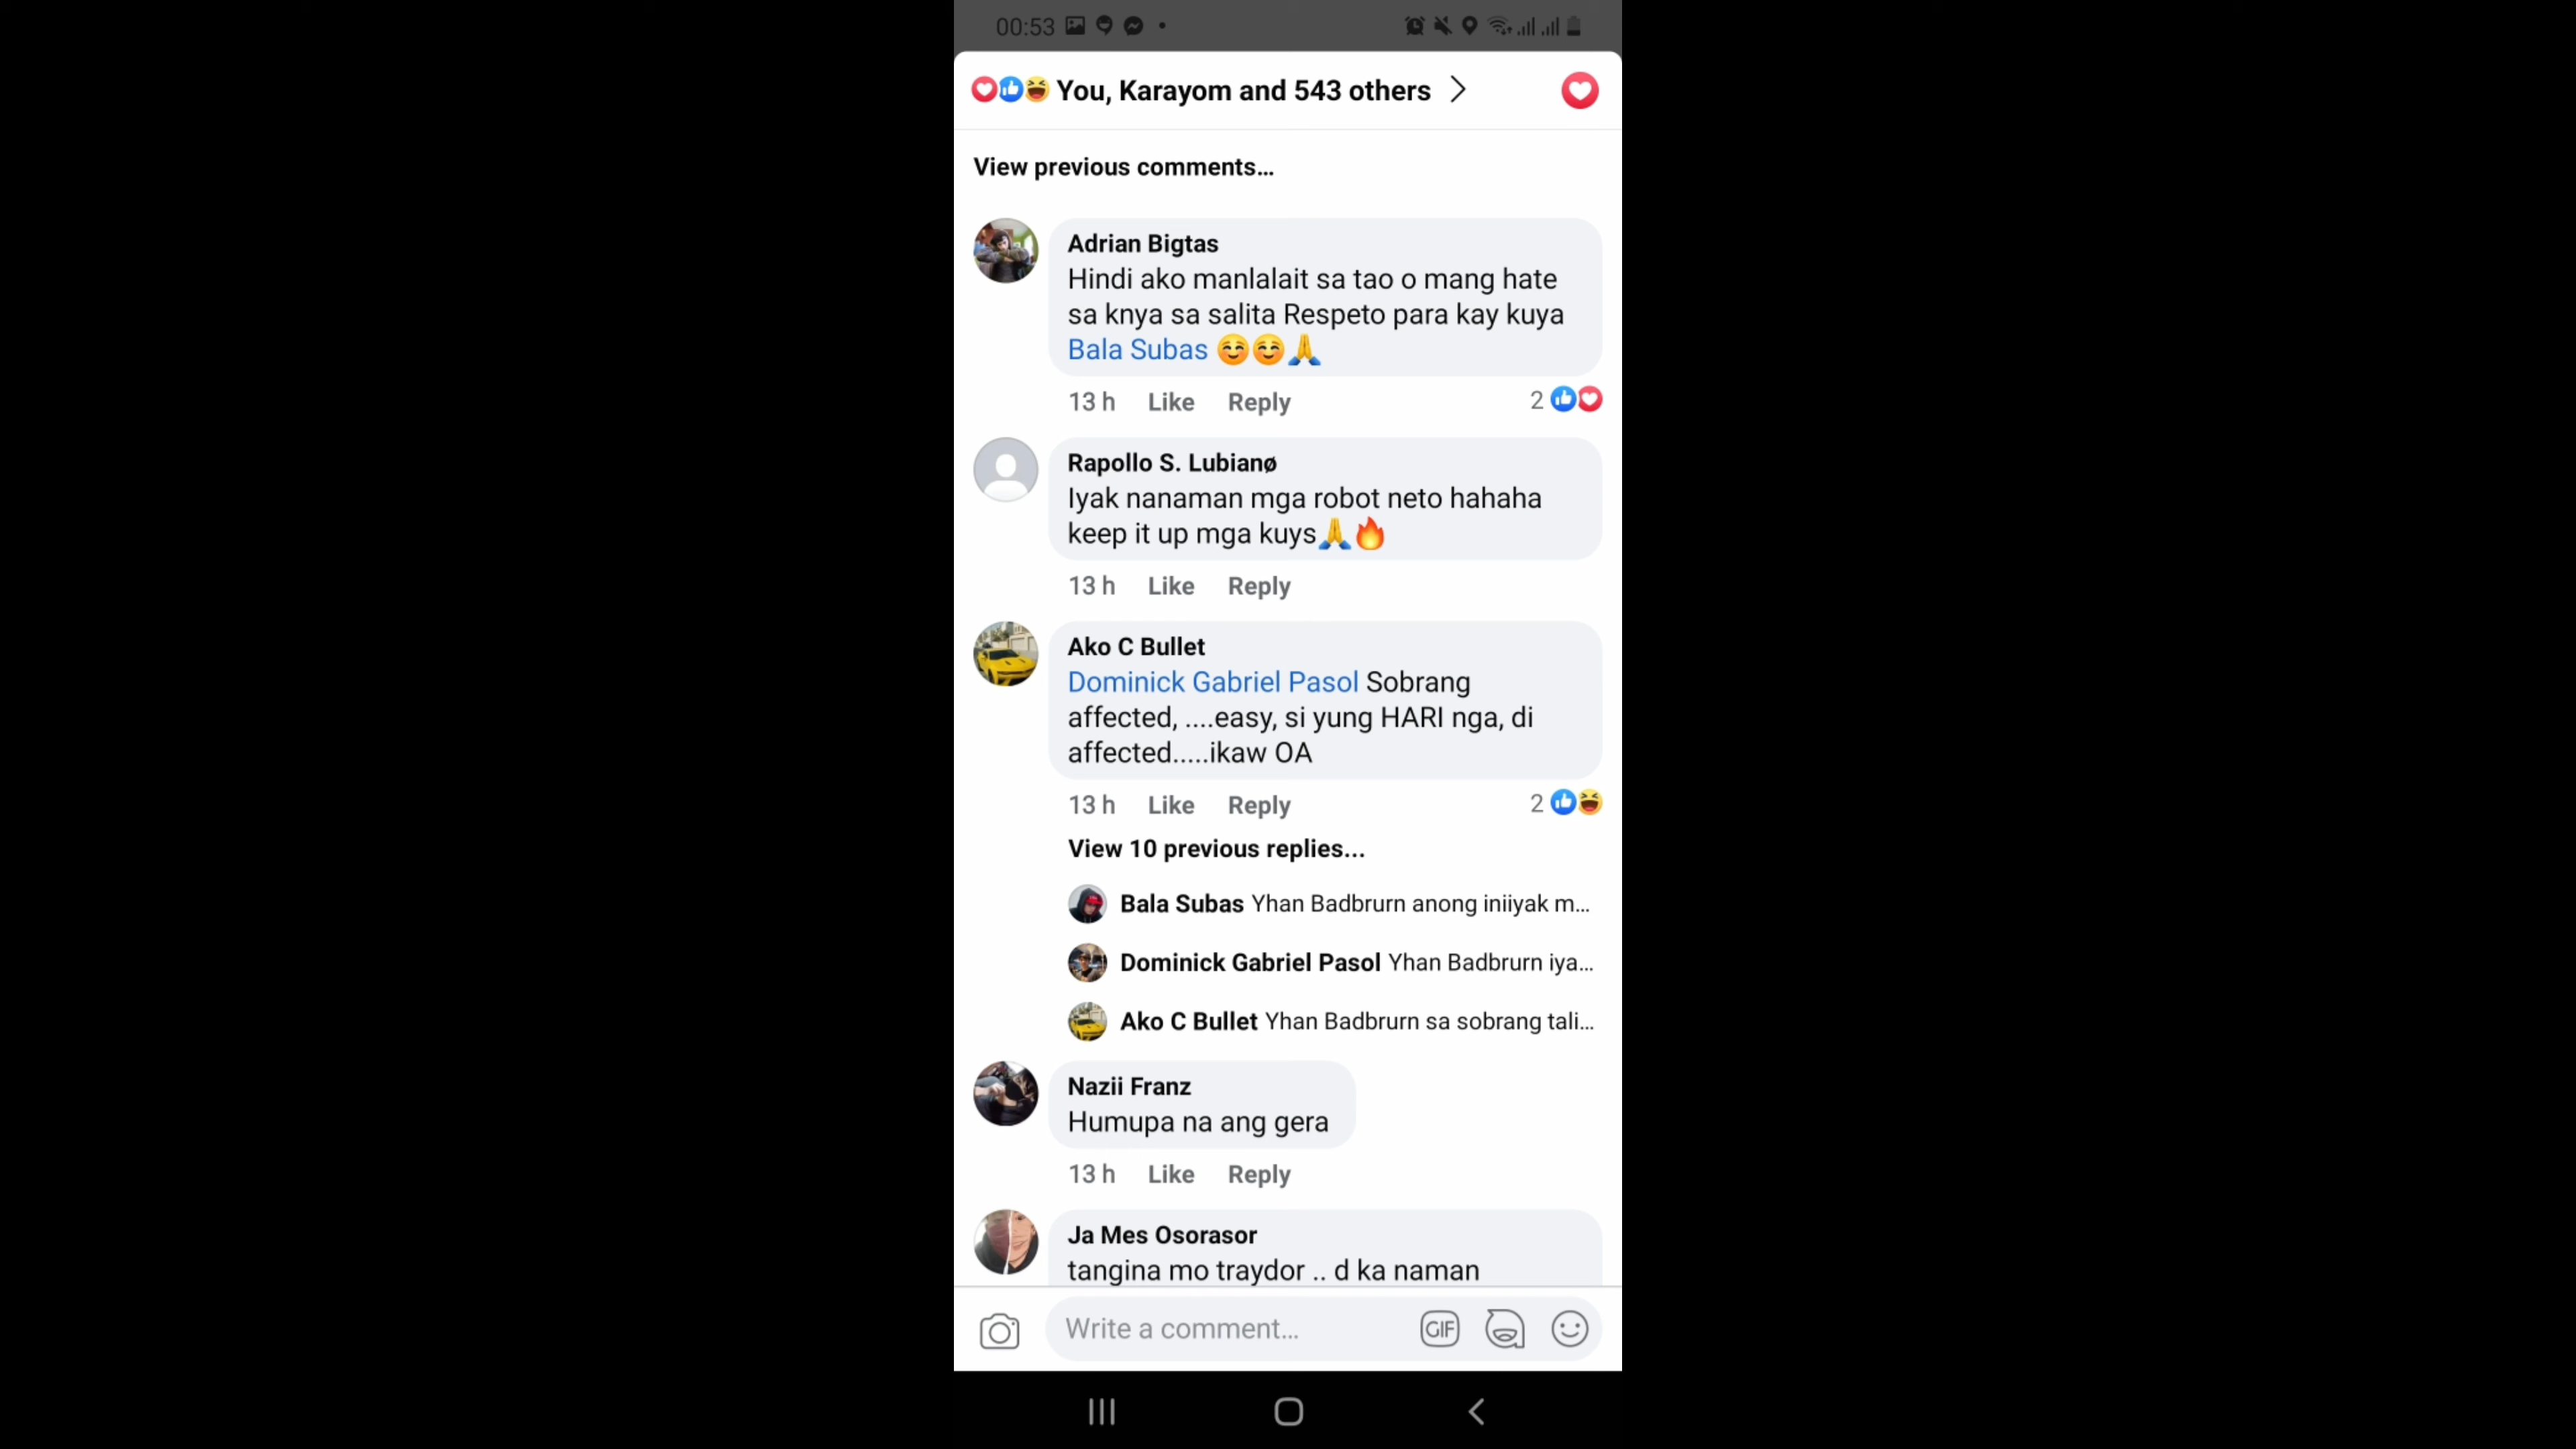 00:53
You, Karayom and 543 others
View previous comments...
Adrian Bigtas
Hindi ako manlalait sa tao o mang hate
sa knya sa salita Respeto para kay kuya
Bala Subas ☺️☺️🙏
13 h Like Reply 2
Rapollo S. Lubianø
Iyak nanaman mga robot neto hahaha
keep it up mga kuys🙏🔥
13 h Like Reply
Ako C Bullet
Dominick Gabriel Pasol Sobrang
affected, ....easy, si yung HARI nga, di
affected.....ikaw OA
13 h Like Reply 2
View 10 previous replies...
Bala Subas Yhan Badbrurn anong iniiyak m...
Dominick Gabriel Pasol Yhan Badbrurn iya...
Ako C Bullet Yhan Badbrurn sa sobrang tali...
Nazii Franz
Humupa na ang gera
13 h Like Reply
Ja Mes Osorasor
tangina mo traydor .. d ka naman
Write a comment... GIF